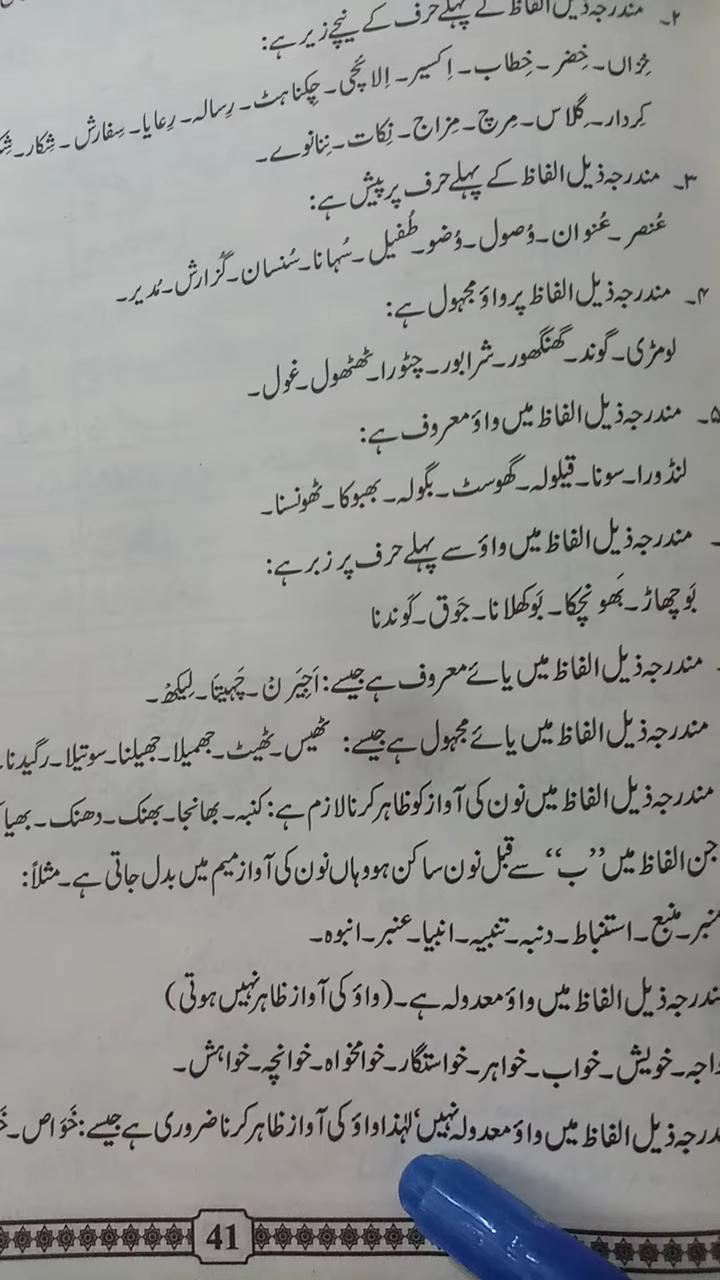 ۲۔ مندرجہ ذیل الفاظ کے پہلے حرف کے نیچے زیر ہے:
خِزاں۔ خِضر۔ خِطاب۔ اِکسیر۔ اِلائچی۔ چِکناہٹ۔ رِسالہ۔ رِعایا۔ سِفارش۔ شِکار۔
کِردار۔ گِلاس۔ مِرچ۔ مِزاج۔ نِکات۔ نِنانوے۔
۳۔ مندرجہ ذیل الفاظ کے پہلے حرف پر پیش ہے:
عُنصر۔ عُنوان۔ وُصول۔ وُضو۔ طُفیل۔ سُہانا۔ سُنسان۔ گُزارش۔ مُدیر۔
۴۔ مندرجہ ذیل الفاظ پر واؤ مجہول ہے:
لومڑی۔ گوند۔ گھنگھور۔ شرابور۔ چٹورا۔ ٹھٹھول۔ غول۔
۵۔ مندرجہ ذیل الفاظ میں واؤ معروف ہے:
لنڈورا۔ سونا۔ قیلولہ۔ گھوسٹ۔ بگولہ۔ بھبوکا۔ ٹھونسنا۔
مندرجہ ذیل الفاظ میں واؤ سے پہلے حرف پر زبر ہے:
بَوچھاڑ۔ بَھونچکا۔ بَوکھلانا۔ جَوق۔ گَوندنا
مندرجہ ذیل الفاظ میں یائے معروف ہے جیسے: اَجِیْرَنْ۔ چَہِیْتَا۔ لِیْکھْ۔
مندرجہ ذیل الفاظ میں یائے مجہول ہے جیسے: ٹھیس۔ ٹھیٹ۔ جھمیلا۔ جھیلنا۔ سوتیلا۔ رگیدنا۔
مندرجہ ذیل الفاظ میں نون کی آواز کو ظاہر کرنا لازم ہے: کنبہ۔ بھانجا۔ بھنک۔ دھنک۔
جن الفاظ میں ”ب“ سے قبل نون ساکن ہو وہاں نون کی آواز میم میں بدل جاتی ہے۔ مثلاً:
منبر۔ منبع۔ استنباط۔ دنبہ۔ تنبیہ۔ انبیا۔ عنبر۔ انبوہ۔
مندرجہ ذیل الفاظ میں واؤ معدولہ ہے۔ (واؤ کی آواز ظاہر نہیں ہوتی)
خویش۔ خواب۔ خواہر۔ خواستگار۔ خوامخواہ۔ خوانچہ۔ خواہش۔
ذیل الفاظ میں واؤ معدولہ نہیں، لہٰذا واؤ کی آواز ظاہر کرنا ضروری ہے جیسے: خَوَاص۔
41